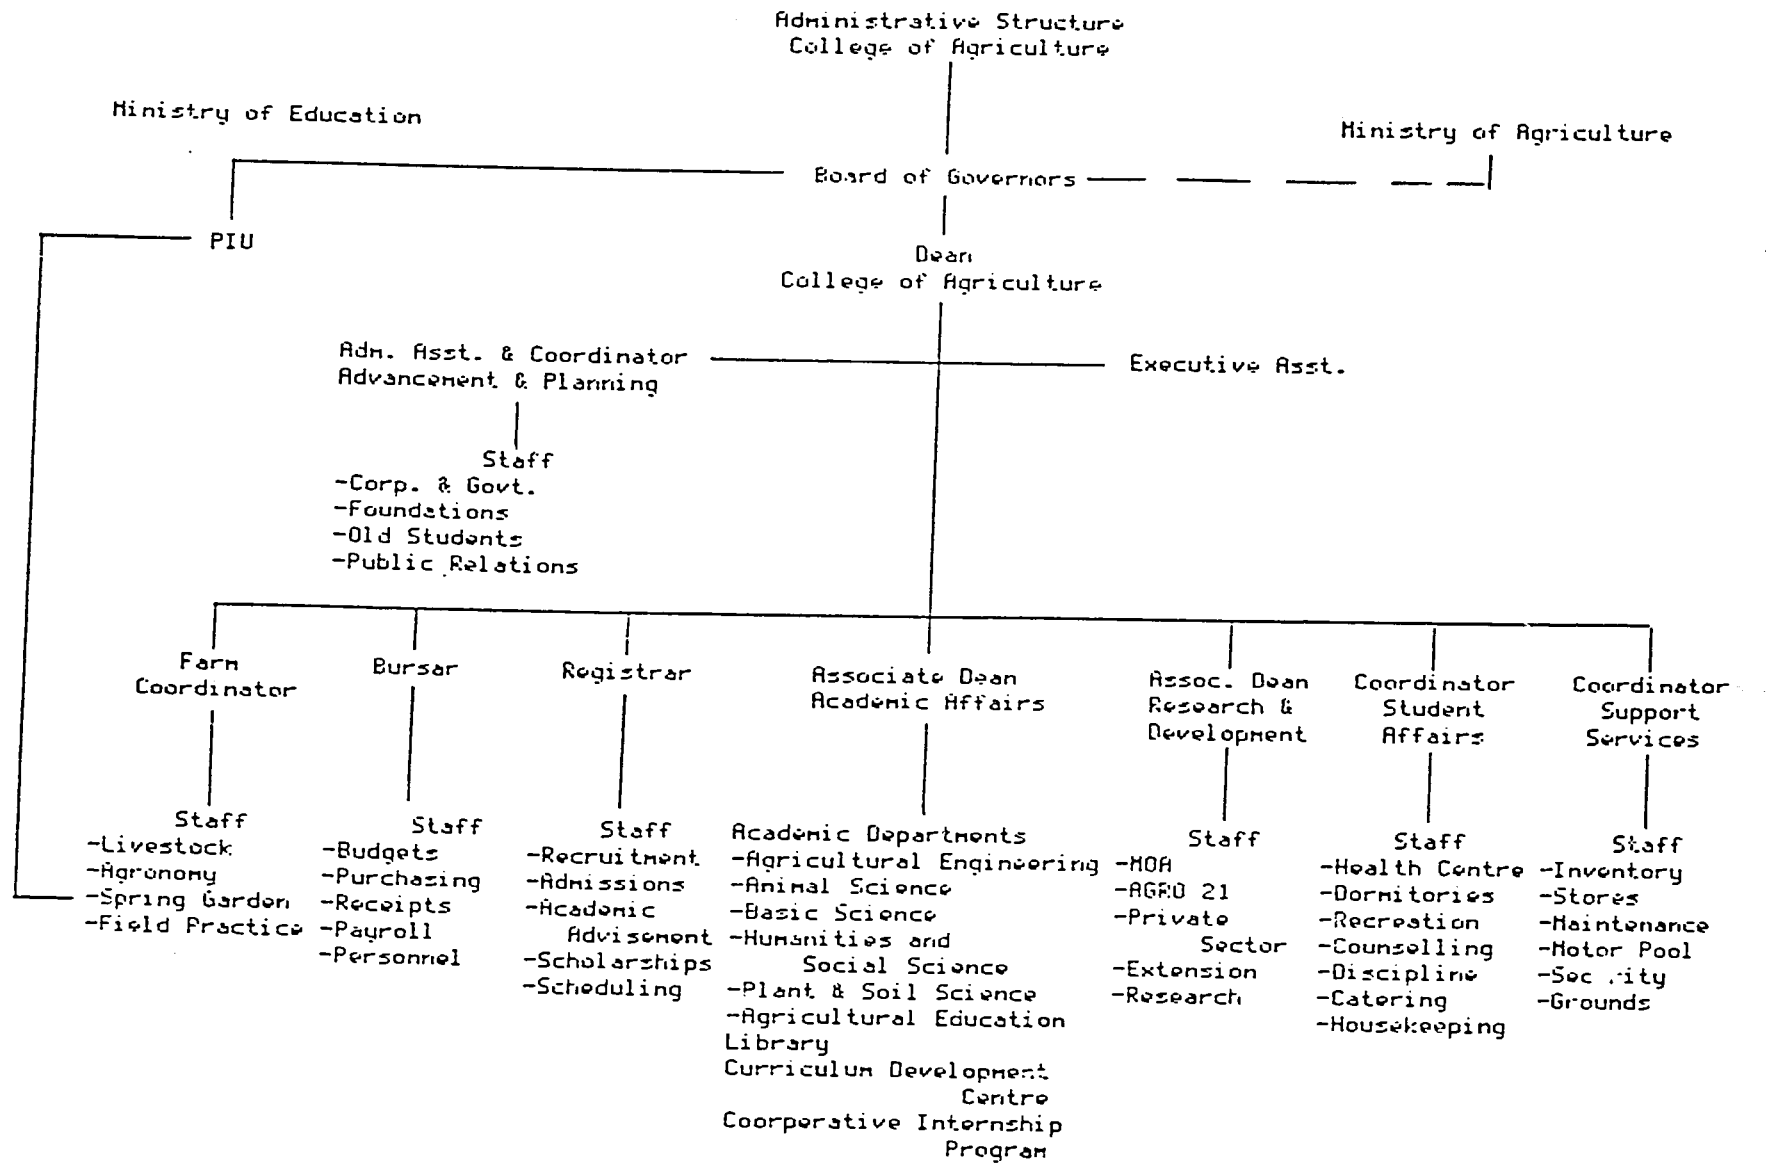 Administrative Structure
College of Agriculture
Ministry of Education
Ministry of Agriculture
Board of Governors
PIU
Dean
College of Agriculture
Adm. Asst. & Coordinator
Advancement & Planning
Executive Asst.
Staff
-Corp. & Govt.
-Foundations
-Old Students
-Public Relations
Farm
Coordinator
Bursar
Registrar
Associate Dean
Academic Affairs
Assoc. Dean
Research &
Development
Coordinator
Student
Affairs
Coordinator
Support
Services
Staff
-Livestock
-Agronomy
-Spring Garden
-Field Practice
Staff
-Budgets
-Purchasing
-Receipts
-Payroll
-Personnel
Staff
-Recruitment
-Admissions
-Academic
Advisement
-Scholarships
-Scheduling
Academic Departments
-Agricultural Engineering
-Animal Science
-Basic Science
-Humanities and
Social Science
-Plant & Soil Science
-Agricultural Education
Library
Curriculum Development
Centre
Coorperative Internship
Program
Staff
-MOA
-AGRO 21
-Private
Sector
-Extension
-Research
Staff
-Health Centre
-Dormitories
-Recreation
-Counselling
-Discipline
-Catering
-Housekeeping
Staff
-Inventory
-Stores
-Maintenance
-Motor Pool
-Grounds